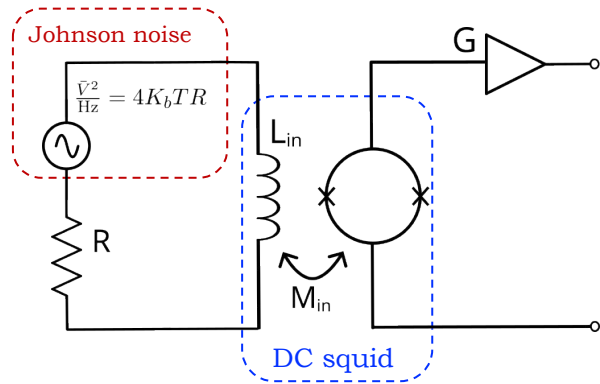 Johnson noise
G
V̄²/Hz = 4K_bTR
L_in
R
M_in
DC squid